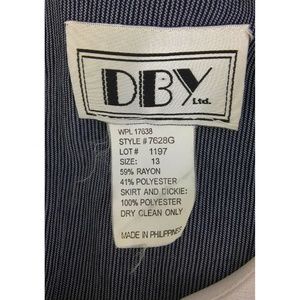 DBY Ltd.
WPL 17638
STYLE # 7628G
LOT # 1197
SIZE: 13
59% RAYON
41% POLYESTER
SKIRT AND DICKIE:
100% POLYESTER
DRY CLEAN ONLY
MADE IN PHILIPPINES